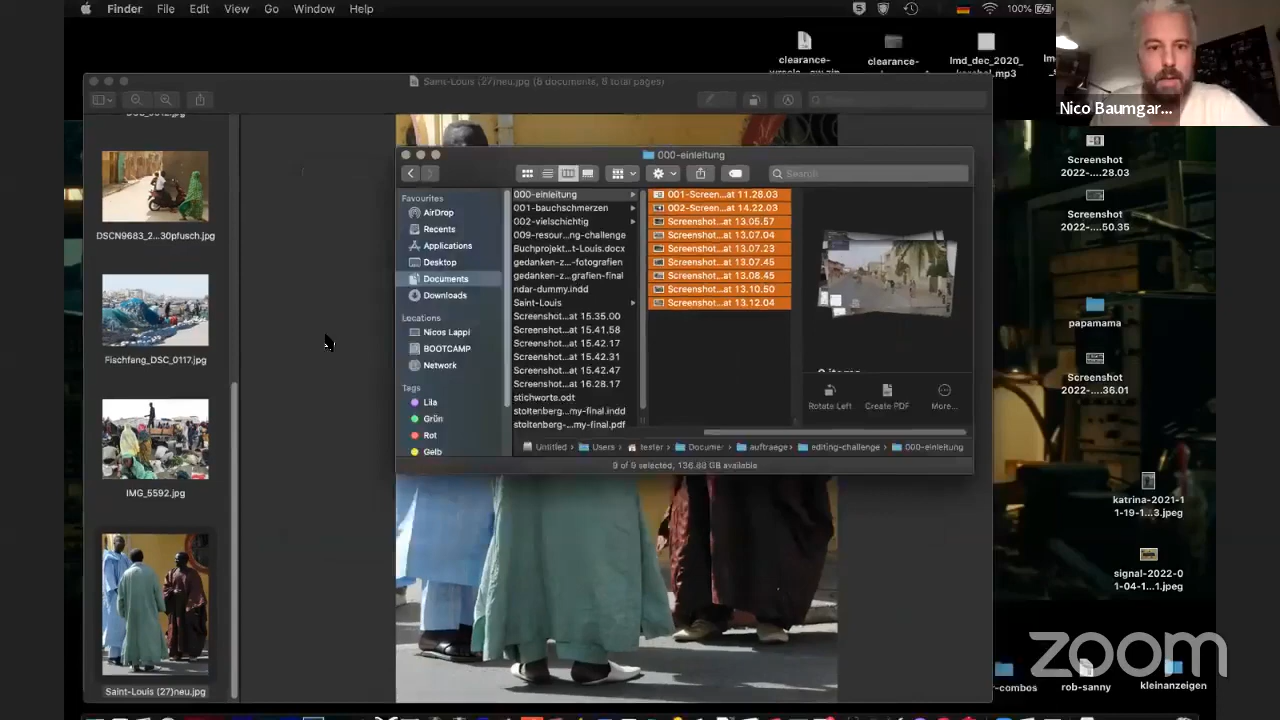 Finder File Edit View Go Window Help
100%
Nico Baumgar...
clearance-
clearance-
lmd_dec_2020_
Saint-Louis (27)neu.jpg (8 documents, 8 total pages)
DSCN9683_2...30pfusch.jpg
Fischfang_DSC_0117.jpg
IMG_5592.jpg
Saint-Louis (27)neu.jpg
000-einleitung
Search
Favourites
AirDrop
Recents
Applications
Desktop
Documents
Downloads
Locations
Nicos Lappi
BOOTCAMP
Network
Tags
Lila
Grün
Rot
Gelb
000-einleitung
001-bauchschmerzen
002-vielschichtig
009-resour...ng-challenge
Buchprojekt...t-Louis.docx
gedanken-z...-fotografien
gedanken-z...grafien-final
ndar-dummy.indd
Saint-Louis
Screenshot...at 15.35.00
Screenshot...at 15.41.58
Screenshot...at 15.42.17
Screenshot...at 15.42.31
Screenshot...at 15.42.47
Screenshot...at 16.28.17
stichworte.odt
stoltenberg-...my-final.indd
stoltenberg-...my-final.pdf
001-Screen...at 11.28.03
002-Screen...at 14.22.03
Screenshot...at 13.05.57
Screenshot...at 13.07.04
Screenshot...at 13.07.23
Screenshot...at 13.07.45
Screenshot...at 13.08.45
Screenshot...at 13.10.50
Screenshot...at 13.12.04
Rotate Left
Create PDF
More...
Untitled › Users › tester › Documer › auftraege › editing-challenge › 000-einleitung
9 of 9 selected, 136.88 GB available
Screenshot
2022-....28.03
Screenshot
2022-....50.35
papamama
Screenshot
2022-....36.01
katrina-2021-1
1-19-1...3.jpeg
signal-2022-0
1-04-1...1.jpeg
-combos
rob-sanny
kleinanzeigen
zoom